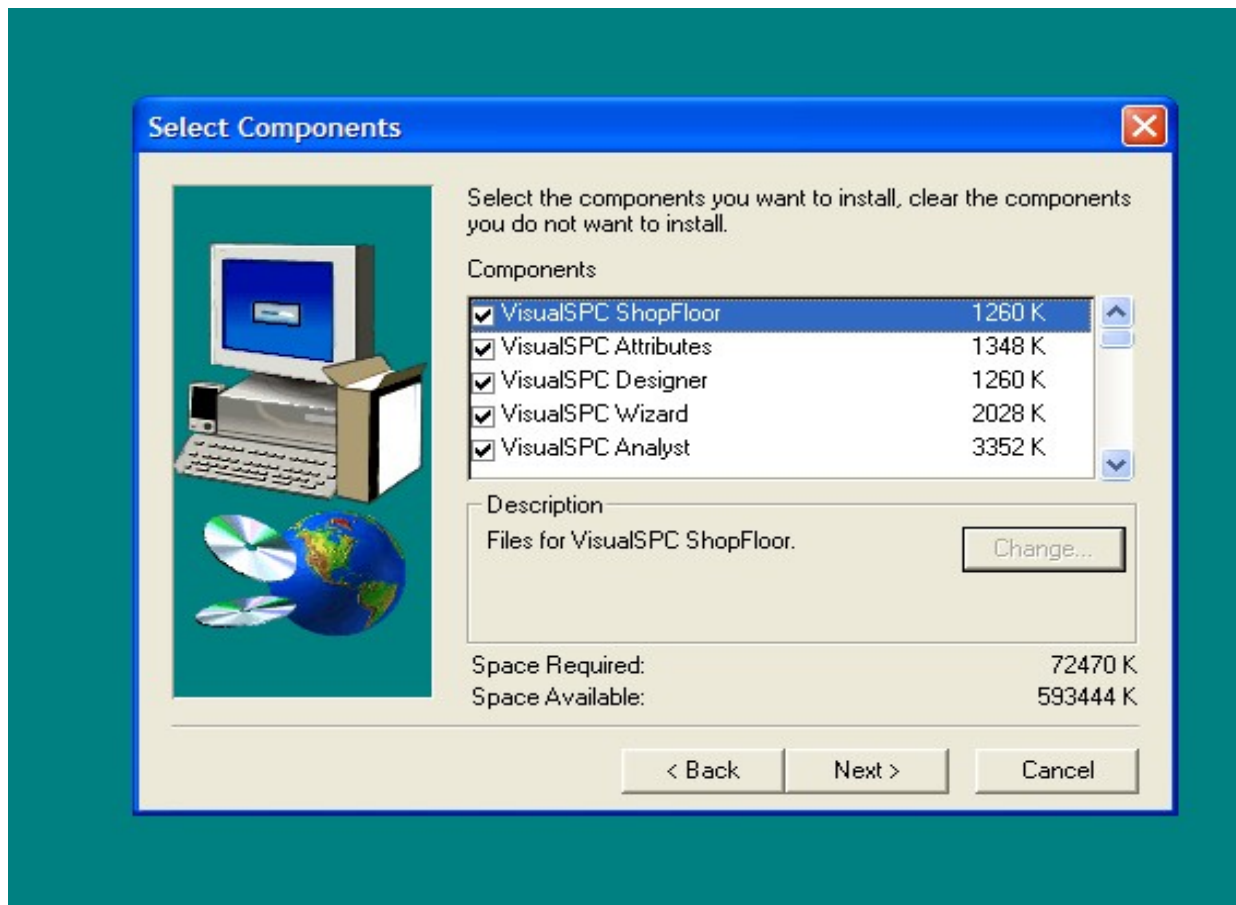 Select Components
Select the components you want to install, clear the components
you do not want to install.
Components
VisualSPC ShopFloor 1260 K
VisualSPC Attributes 1348 K
VisualSPC Designer 1260 K
VisualSPC Wizard 2028 K
VisualSPC Analyst 3352 K
Description
Files for VisualSPC ShopFloor.
Change...
Space Required: 72470 K
Space Available: 593444 K
< Back Next > Cancel